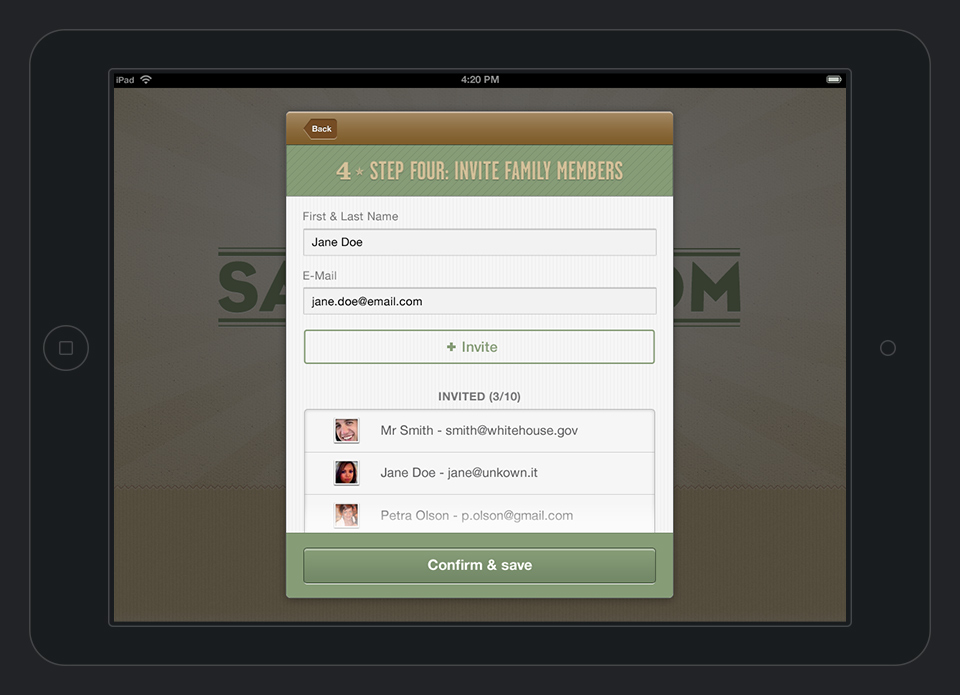 iPad
4:20 PM
Back
4 ★ STEP FOUR: INVITE FAMILY MEMBERS
First & Last Name
Jane Doe
E-Mail
jane.doe@email.com
+ Invite
INVITED (3/10)
Mr Smith - smith@whitehouse.gov
Jane Doe - jane@unkown.it
Petra Olson - p.olson@gmail.com
Confirm & save